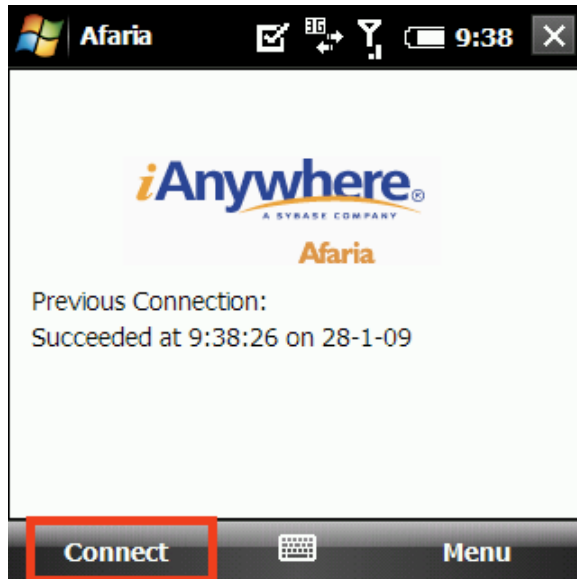 Afaria 3G 9:38
iAnywhere®
A SYBASE COMPANY
Afaria
Previous Connection:
Succeeded at 9:38:26 on 28-1-09
Connect Menu